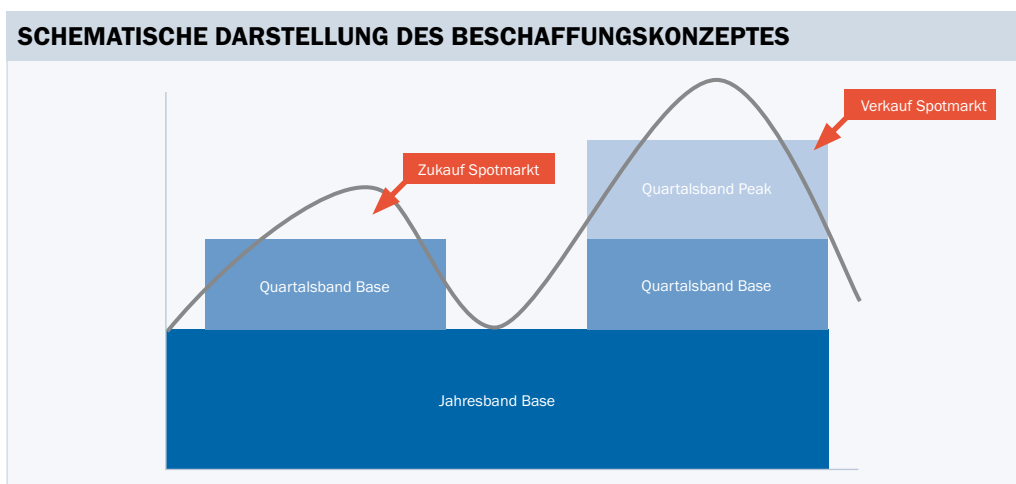 SCHEMATISCHE DARSTELLUNG DES BESCHAFFUNGSKONZEPTES
Verkauf Spotmarkt
Zukauf Spotmarkt
Quartalsband Peak
Quartalsband Base
Quartalsband Base
Jahresband Base